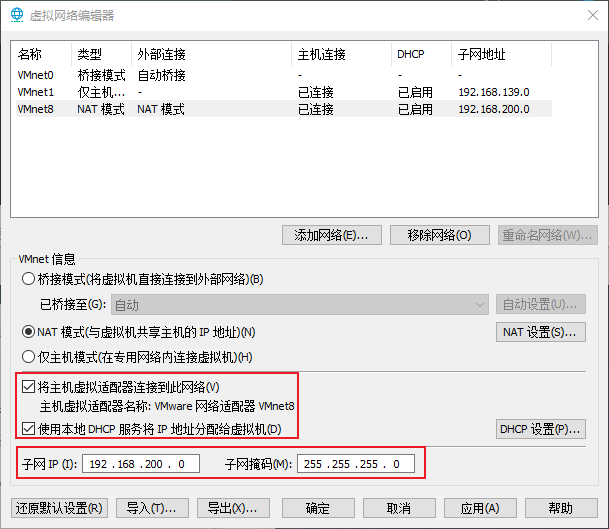 虚拟网络编辑器
名称 类型 外部连接 主机连接 DHCP 子网地址
VMnet0 桥接模式 自动桥接 - - -
VMnet1 仅主机... - 已连接 已启用 192.168.139.0
VMnet8 NAT 模式 NAT 模式 已连接 已启用 192.168.200.0
添加网络(E)... 移除网络(O) 重命名网络(W)...
VMnet 信息
桥接模式(将虚拟机直接连接到外部网络)(B)
已桥接至(G): 自动 自动设置(U)...
NAT 模式(与虚拟机共享主机的 IP 地址)(N) NAT 设置(S)...
仅主机模式(在专用网络内连接虚拟机)(H)
将主机虚拟适配器连接到此网络(V)
主机虚拟适配器名称: VMware 网络适配器 VMnet8
使用本地 DHCP 服务将 IP 地址分配给虚拟机(D) DHCP 设置(P)...
子网 IP (I): 192 .168 .200 . 0 子网掩码(M): 255 .255 .255 . 0
还原默认设置(R) 导入(T)... 导出(X)... 确定 取消 应用(A) 帮助